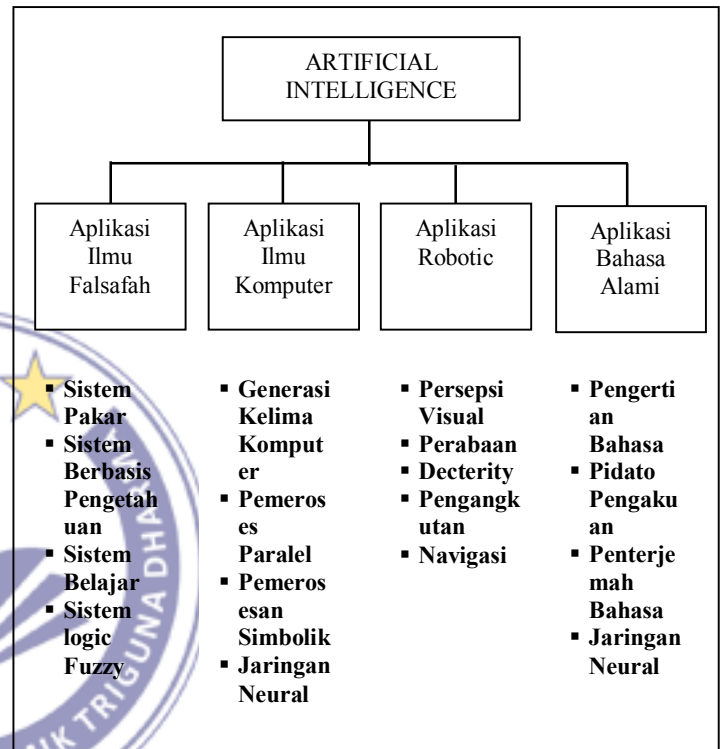 ARTIFICIAL
INTELLIGENCE
Aplikasi
Ilmu
Falsafah
Aplikasi
Ilmu
Komputer
Aplikasi
Robotic
Aplikasi
Bahasa
Alami
▪ Sistem
Pakar
▪ Sistem
Berbasis
Pengetah
uan
▪ Sistem
Belajar
▪ Sistem
logic
Fuzzy
▪ Generasi
Kelima
Komput
er
▪ Pemeros
es
Paralel
▪ Pemeros
esan
Simbolik
▪ Jaringan
Neural
▪ Persepsi
Visual
▪ Perabaan
▪ Decterity
▪ Pengangk
utan
▪ Navigasi
▪ Pengerti
an
Bahasa
▪ Pidato
Pengaku
an
▪ Penterje
mah
Bahasa
▪ Jaringan
Neural
TRIGUNA DHARM